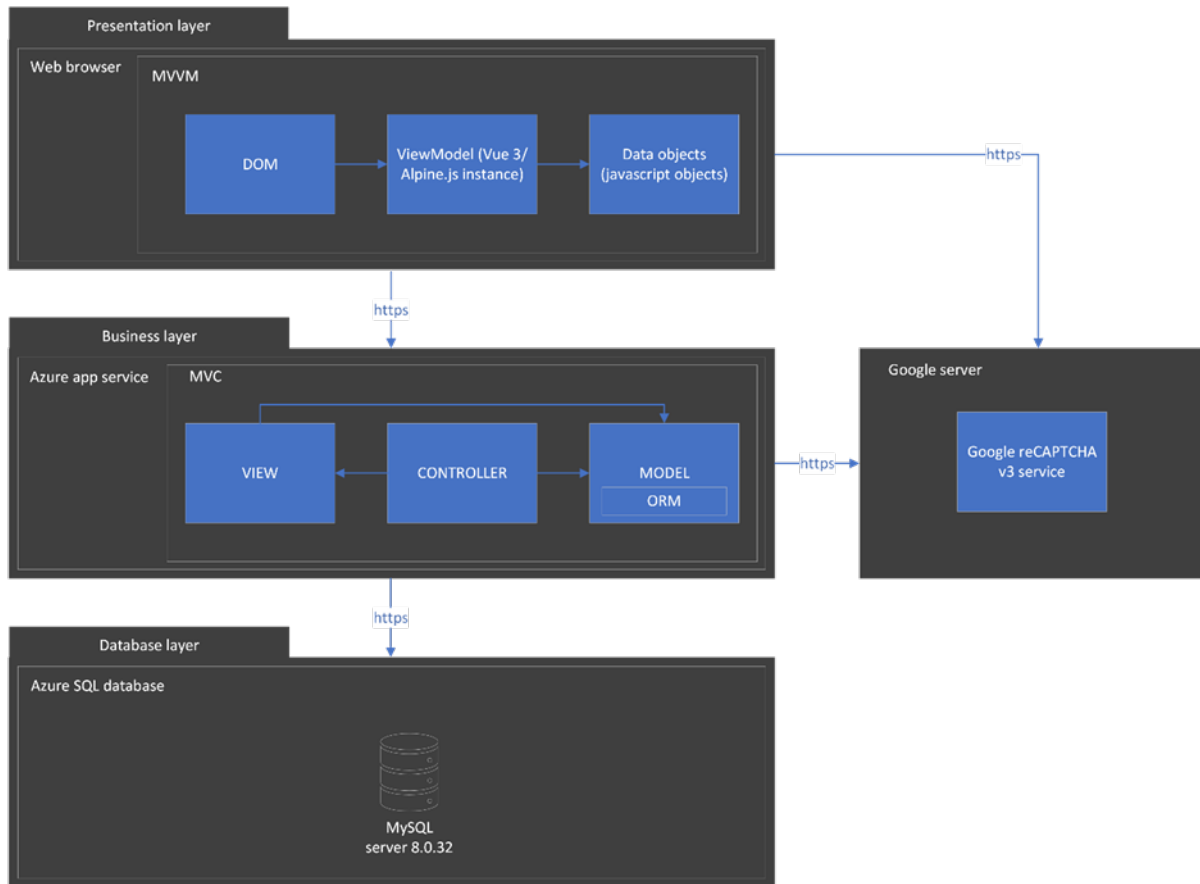 Presentation layer
Web browser
MVVM
DOM
ViewModel (Vue 3/
Alpine.js instance)
Data objects
(javascript objects)
https
https
Business layer
Azure app service
MVC
VIEW
CONTROLLER
MODEL
ORM
https
Google server
Google reCAPTCHA
v3 service
https
Database layer
Azure SQL database
MySQL
server 8.0.32